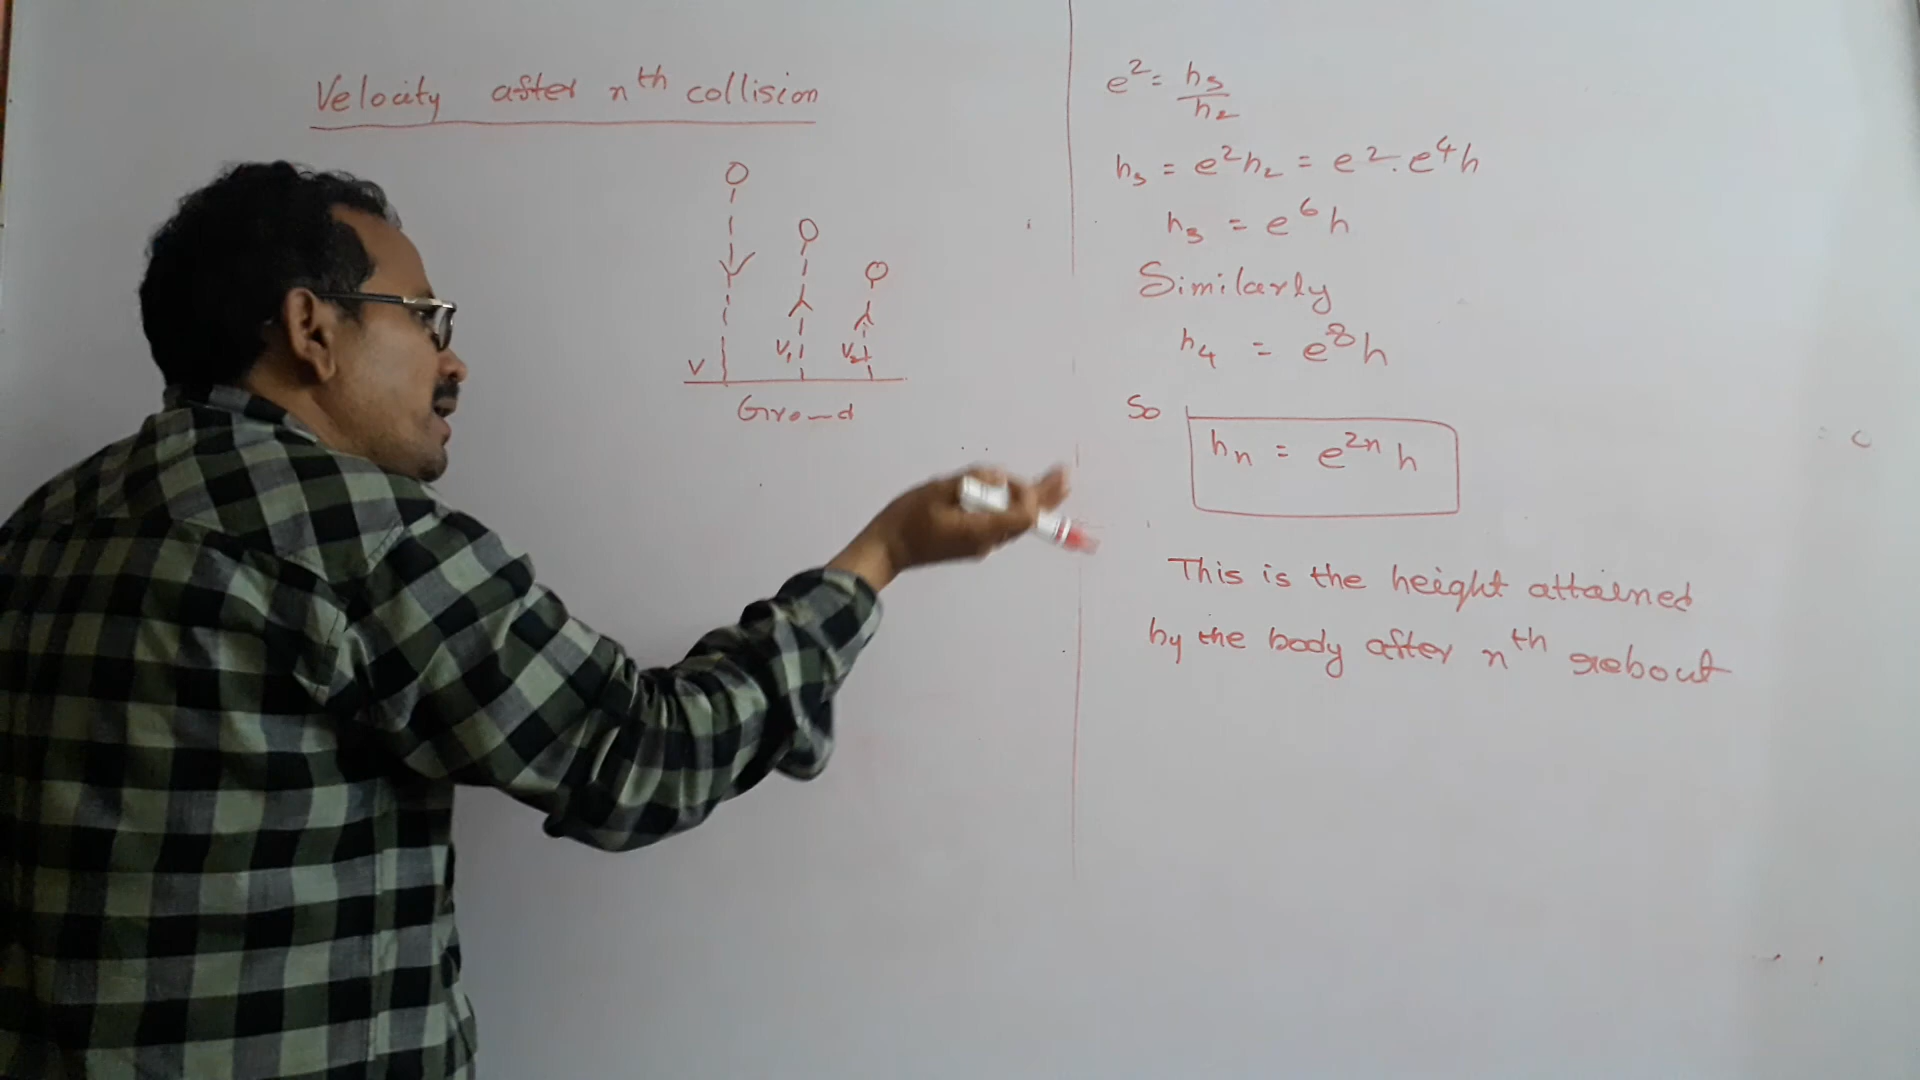 Velocity after nth collision
V
V₁
V₂
Ground
e² = h₃/h₂
h₃ = e²h₂ = e².e⁴h
h₃ = e⁶h
Similarly
h₄ = e⁸h
So
hₙ = e²ⁿ h
This is the height attained
by the body after nth rebout